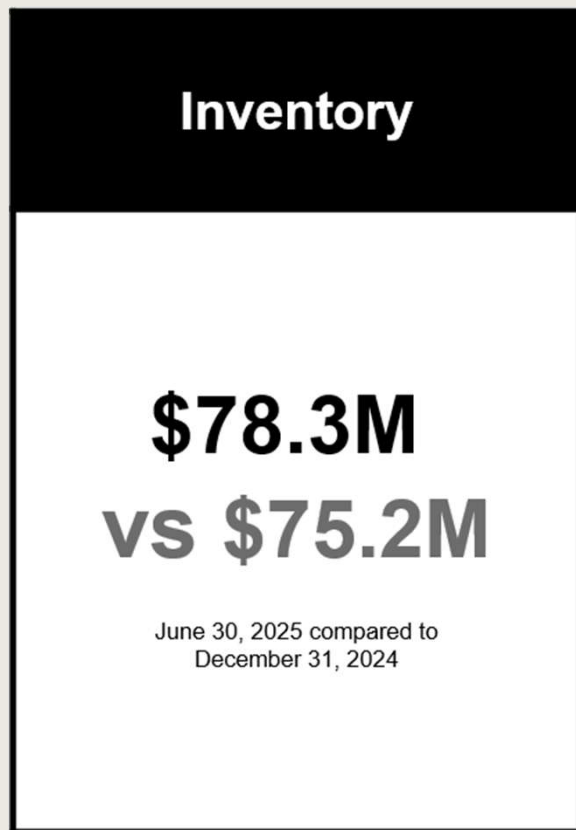 Inventory
$78.3M
vs $75.2M
June 30, 2025 compared to
December 31, 2024